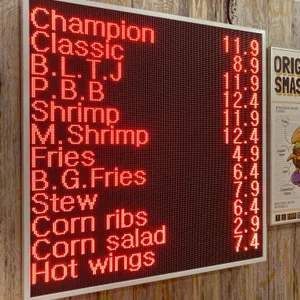 Champion 11.9
Classic 8.9
B.L.T.J 11.9
P.B.B 12.4
Shrimp 11.9
M.Shrimp 12.4
Fries 4.9
B.G.Fries 6.4
Stew 7.9
Corn ribs 6.4
Corn salad 2.9
Hot wings 7.4
ORIG
SMAS